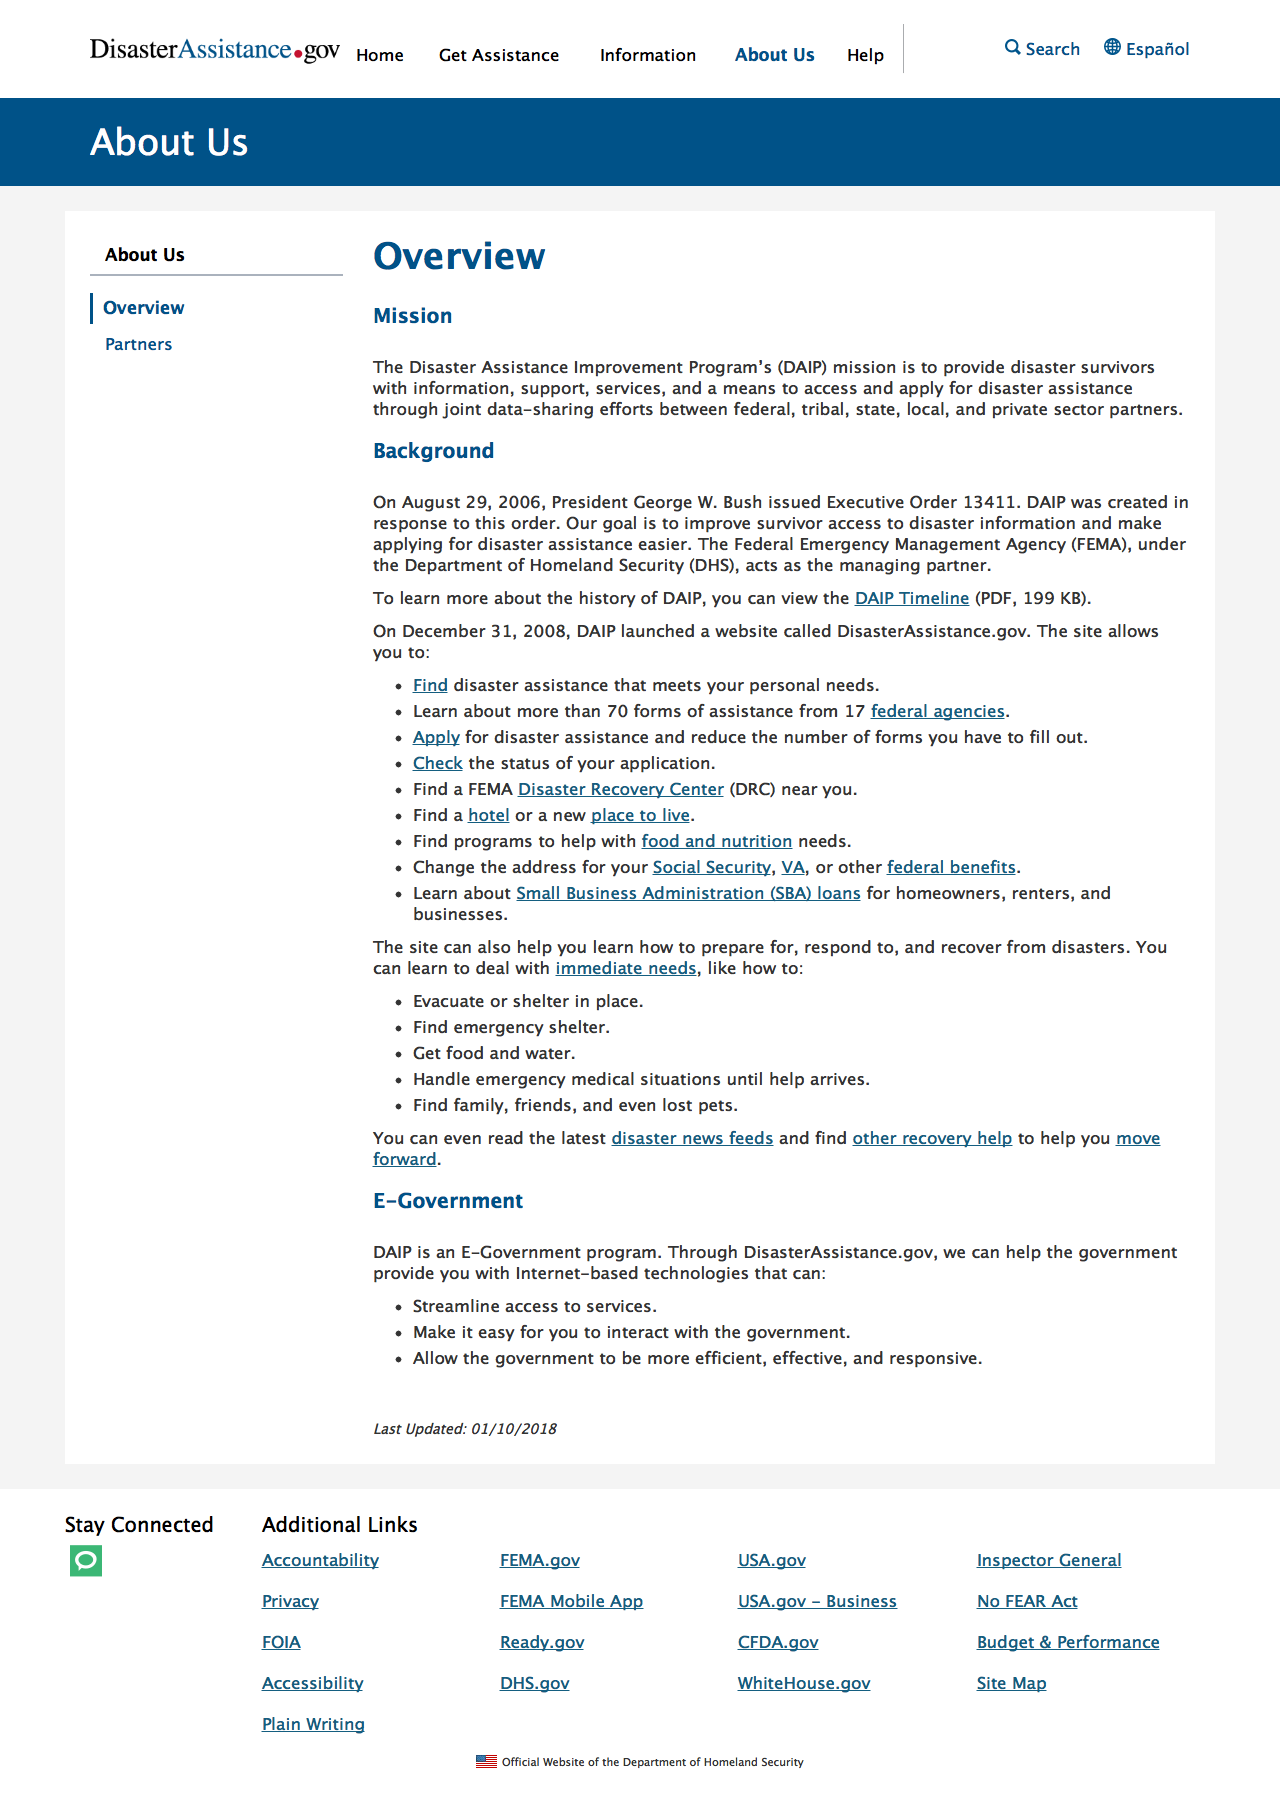 DisasterAssistance.gov
Home
Get Assistance
Information
About Us
Help
Search
Español
About Us
About Us
Overview
Partners
Overview
Mission
The Disaster Assistance Improvement Program’s (DAIP) mission is to provide disaster survivors
with information, support, services, and a means to access and apply for disaster assistance
through joint data-sharing efforts between federal, tribal, state, local, and private sector partners.
Background
On August 29, 2006, President George W. Bush issued Executive Order 13411. DAIP was created in
response to this order. Our goal is to improve survivor access to disaster information and make
applying for disaster assistance easier. The Federal Emergency Management Agency (FEMA), under
the Department of Homeland Security (DHS), acts as the managing partner.
To learn more about the history of DAIP, you can view the DAIP Timeline (PDF, 199 KB).
On December 31, 2008, DAIP launched a website called DisasterAssistance.gov. The site allows
you to:
• Find disaster assistance that meets your personal needs.
• Learn about more than 70 forms of assistance from 17 federal agencies.
• Apply for disaster assistance and reduce the number of forms you have to fill out.
• Check the status of your application.
• Find a FEMA Disaster Recovery Center (DRC) near you.
• Find a hotel or a new place to live.
• Find programs to help with food and nutrition needs.
• Change the address for your Social Security, VA, or other federal benefits.
• Learn about Small Business Administration (SBA) loans for homeowners, renters, and
businesses.
The site can also help you learn how to prepare for, respond to, and recover from disasters. You
can learn to deal with immediate needs, like how to:
• Evacuate or shelter in place.
• Find emergency shelter.
• Get food and water.
• Handle emergency medical situations until help arrives.
• Find family, friends, and even lost pets.
You can even read the latest disaster news feeds and find other recovery help to help you move
forward.
E-Government
DAIP is an E-Government program. Through DisasterAssistance.gov, we can help the government
provide you with Internet-based technologies that can:
• Streamline access to services.
• Make it easy for you to interact with the government.
• Allow the government to be more efficient, effective, and responsive.
Last Updated: 01/10/2018
Stay Connected
Additional Links
Accountability
FEMA.gov
USA.gov
Inspector General
Privacy
FEMA Mobile App
USA.gov - Business
No FEAR Act
FOIA
Ready.gov
CFDA.gov
Budget & Performance
Accessibility
DHS.gov
WhiteHouse.gov
Site Map
Plain Writing
Official Website of the Department of Homeland Security